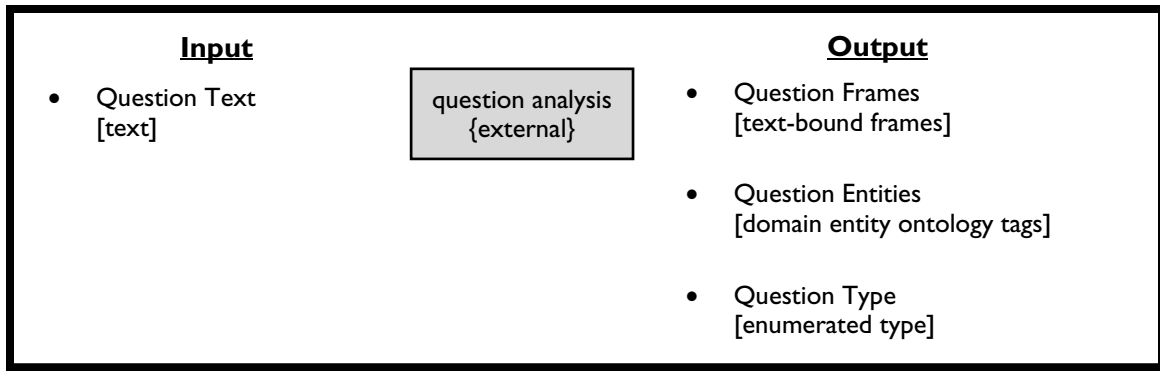 Input
• Question Text
[text]
question analysis
{external}
Output
• Question Frames
[text-bound frames]
• Question Entities
[domain entity ontology tags]
• Question Type
[enumerated type]